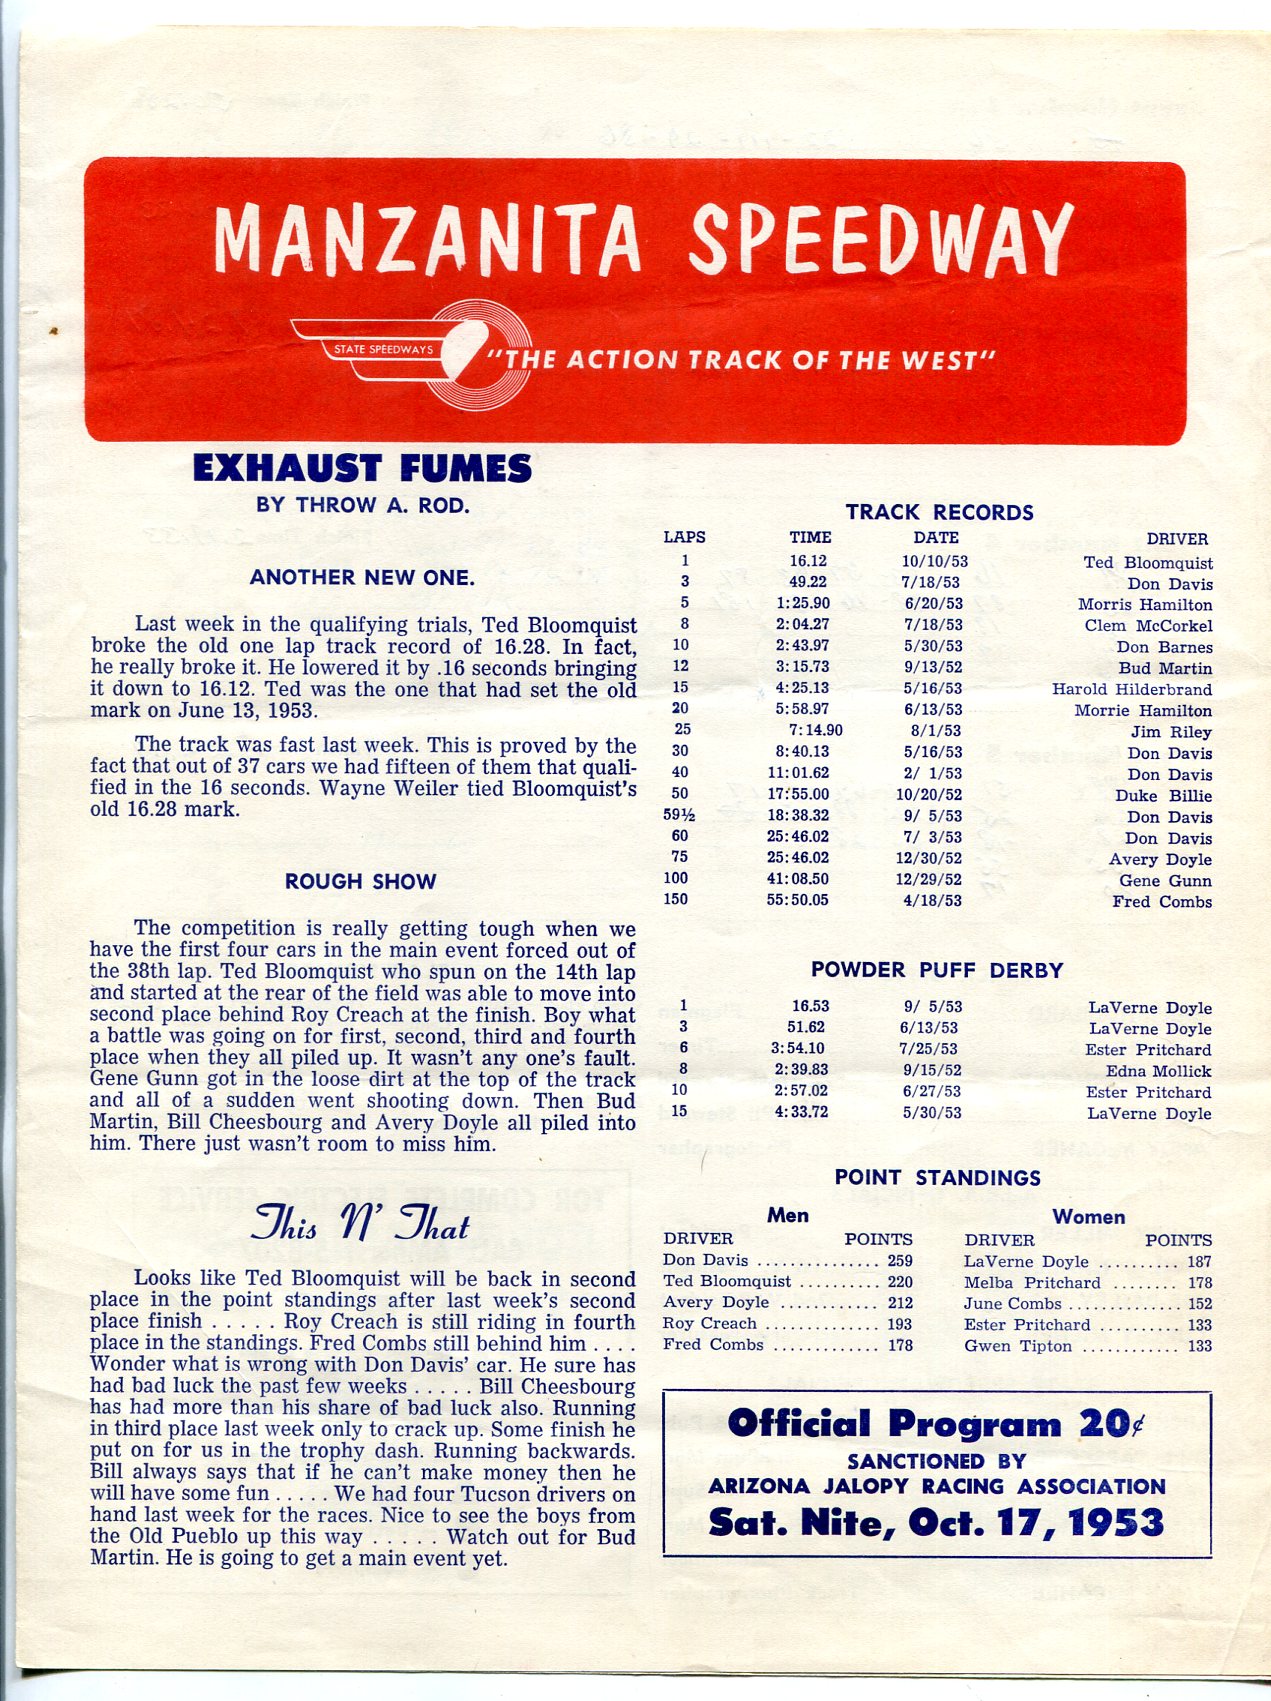 MANZANITA SPEEDWAY
STATE SPEEDWAYS
"THE ACTION TRACK OF THE WEST"
EXHAUST FUMES
BY THROW A. ROD.
ANOTHER NEW ONE.
Last week in the qualifying trials, Ted Bloomquist
broke the old one lap track record of 16.28. In fact,
he really broke it. He lowered it by .16 seconds bringing
it down to 16.12. Ted was the one that had set the old
mark on June 13, 1953.
The track was fast last week. This is proved by the
fact that out of 37 cars we had fifteen of them that quali-
fied in the 16 seconds. Wayne Weiler tied Bloomquist's
old 16.28 mark.
ROUGH SHOW
The competition is really getting tough when we
have the first four cars in the main event forced out of
the 38th lap. Ted Bloomquist who spun on the 14th lap
and started at the rear of the field was able to move into
second place behind Roy Creach at the finish. Boy what
a battle was going on for first, second, third and fourth
place when they all piled up. It wasn't any one's fault.
Gene Gunn got in the loose dirt at the top of the track
and all of a sudden went shooting down. Then Bud
Martin, Bill Cheesbourg and Avery Doyle all piled into
him. There just wasn't room to miss him.
This N' That
Looks like Ted Bloomquist will be back in second
place in the point standings after last week's second
place finish . . . . . Roy Creach is still riding in fourth
place in the standings. Fred Combs still behind him . . . .
Wonder what is wrong with Don Davis' car. He sure has
had bad luck the past few weeks . . . . . Bill Cheesbourg
has had more than his share of bad luck also. Running
in third place last week only to crack up. Some finish he
put on for us in the trophy dash. Running backwards.
Bill always says that if he can't make money then he
will have some fun . . . . . We had four Tucson drivers on
hand last week for the races. Nice to see the boys from
the Old Pueblo up this way . . . . . Watch out for Bud
Martin. He is going to get a main event yet.
TRACK RECORDS
LAPS TIME DATE DRIVER
1 16.12 10/10/53 Ted Bloomquist
3 49.22 7/18/53 Don Davis
5 1:25.90 6/20/53 Morris Hamilton
8 2:04.27 7/18/53 Clem McCorkel
10 2:43.97 5/30/53 Don Barnes
12 3:15.73 9/13/52 Bud Martin
15 4:25.13 5/16/53 Harold Hilderbrand
20 5:58.97 6/13/53 Morrie Hamilton
25 7:14.90 8/1/53 Jim Riley
30 8:40.13 5/16/53 Don Davis
40 11:01.62 2/ 1/53 Don Davis
50 17:55.00 10/20/52 Duke Billie
59½ 18:38.32 9/ 5/53 Don Davis
60 25:46.02 7/ 3/53 Don Davis
75 25:46.02 12/30/52 Avery Doyle
100 41:08.50 12/29/52 Gene Gunn
150 55:50.05 4/18/53 Fred Combs
POWDER PUFF DERBY
1 16.53 9/ 5/53 LaVerne Doyle
3 51.62 6/13/53 LaVerne Doyle
6 3:54.10 7/25/53 Ester Pritchard
8 2:39.83 9/15/52 Edna Mollick
10 2:57.02 6/27/53 Ester Pritchard
15 4:33.72 5/30/53 LaVerne Doyle
POINT STANDINGS
Men
DRIVER POINTS
Don Davis ............... 259
Ted Bloomquist .......... 220
Avery Doyle ............ 212
Roy Creach .............. 193
Fred Combs ............. 178
Women
DRIVER POINTS
LaVerne Doyle .......... 187
Melba Pritchard ........ 178
June Combs .............. 152
Ester Pritchard .......... 133
Gwen Tipton ............ 133
Official Program 20¢
SANCTIONED BY
ARIZONA JALOPY RACING ASSOCIATION
Sat. Nite, Oct. 17, 1953